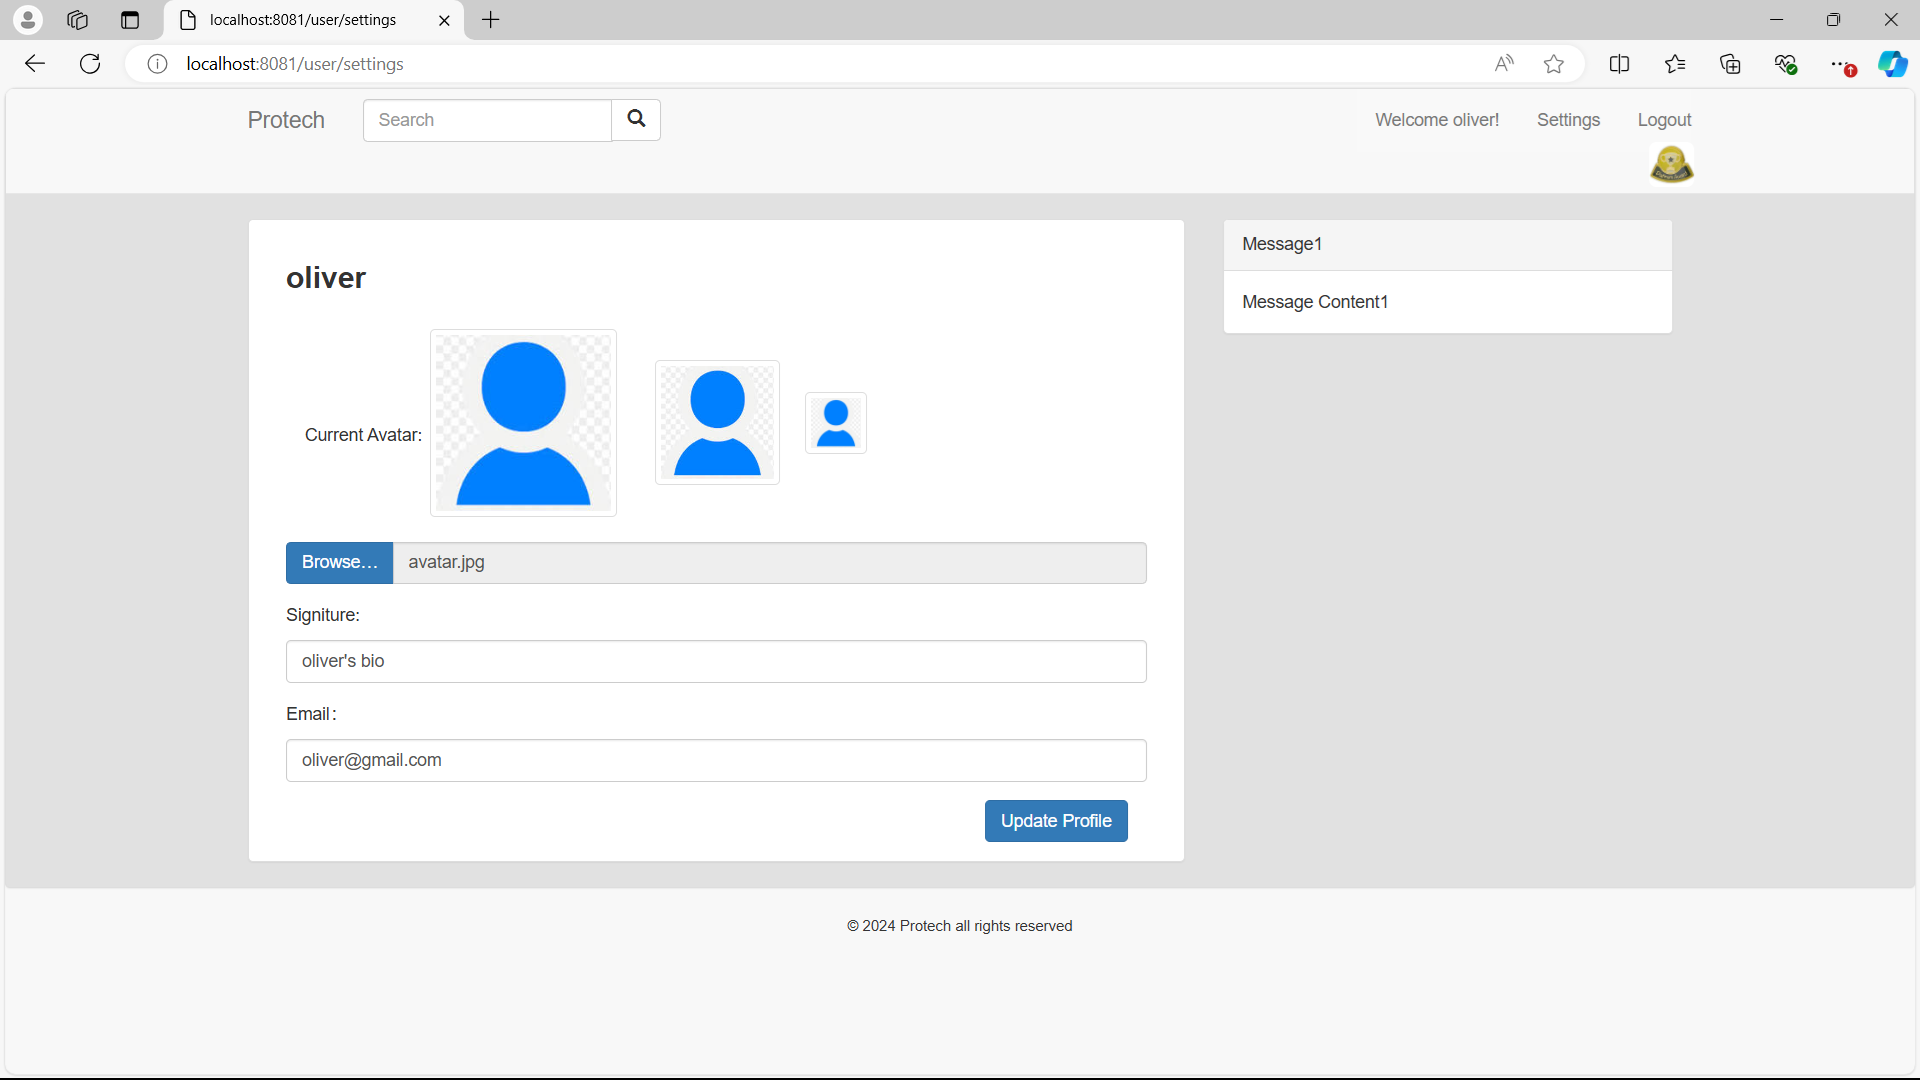 localhost:8081/user/settings
localhost:8081/user/settings
Protech
Search
Welcome oliver!
Settings
Logout
oliver
Current Avatar:
Browse…
avatar.jpg
Signiture:
oliver's bio
Email:
oliver@gmail.com
Update Profile
Message1
Message Content1
© 2024 Protech all rights reserved